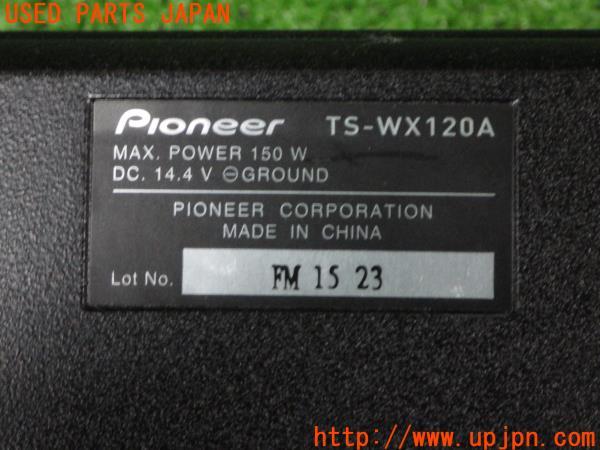 USED PARTS JAPAN
Pioneer TS-WX120A
MAX. POWER 150 W
DC. 14.4 V ⊖GROUND
PIONEER CORPORATION
MADE IN CHINA
Lot No. FM 15 23
http://www.upjpn.com